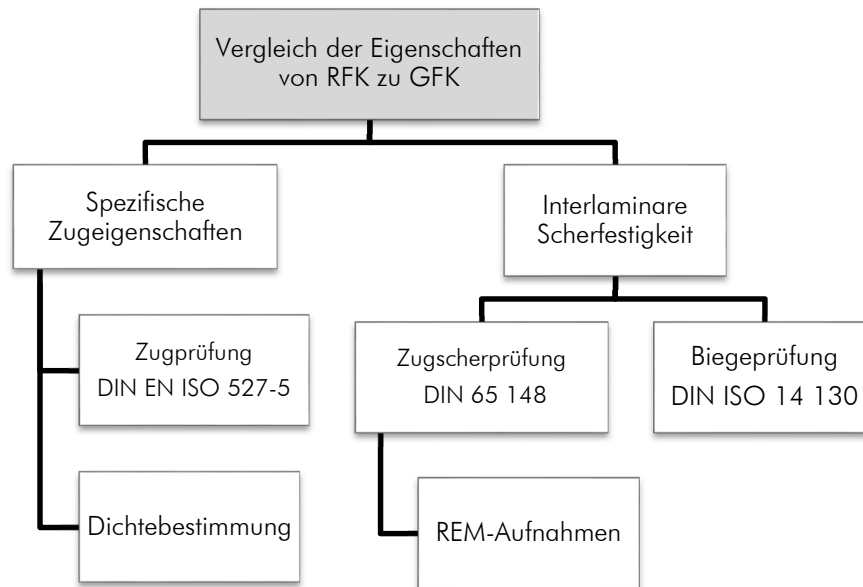 Vergleich der Eigenschaften
von RFK zu GFK
Spezifische
Zugeigenschaften
Interlaminare
Scherfestigkeit
Zugprüfung
DIN EN ISO 527-5
Zugscherprüfung
DIN 65 148
Biegeprüfung
DIN ISO 14 130
Dichtebestimmung
REM-Aufnahmen